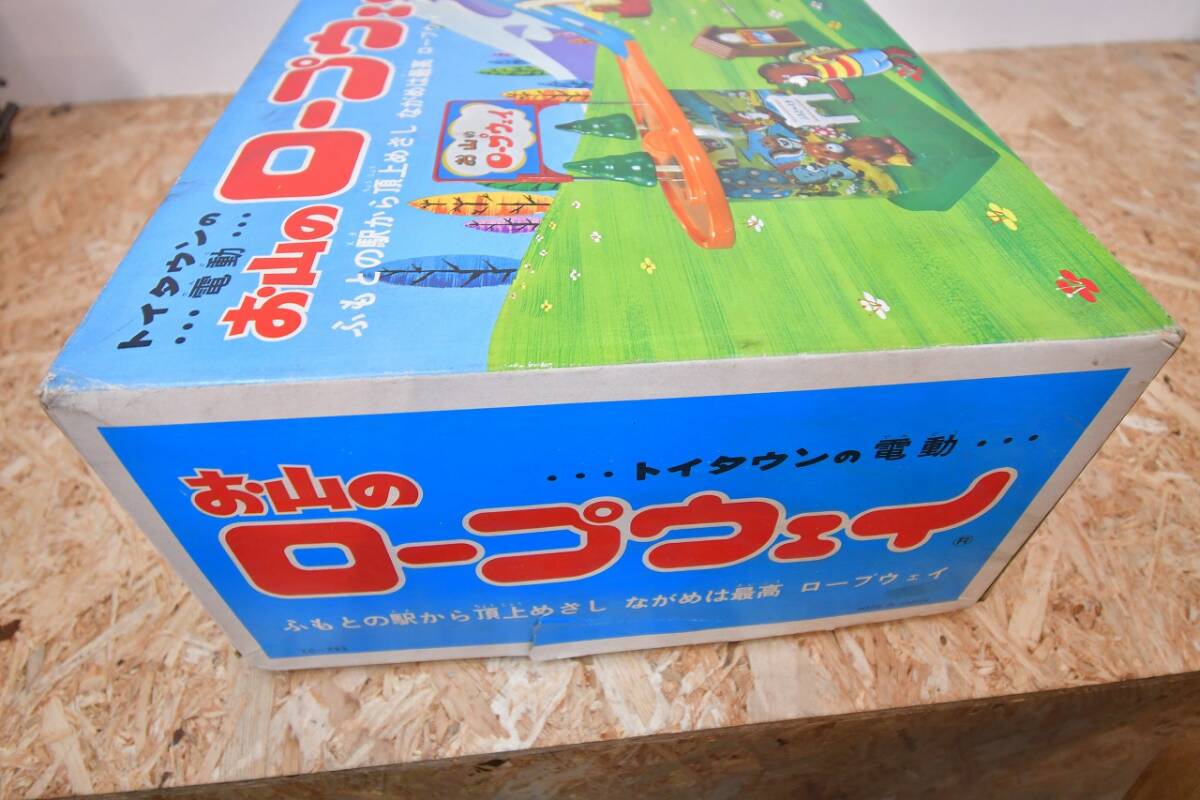 トイタウンの
・・・電動・・・
お山の
ロープウェ
ふもとの駅から頂上めざし ながめは最高 ロープ
お山の
ロープウェイ
・・・トイタウンの電動・・・
お山の
ロープウェイ®
ふもとの駅から頂上めざし ながめは最高 ロープウェイ